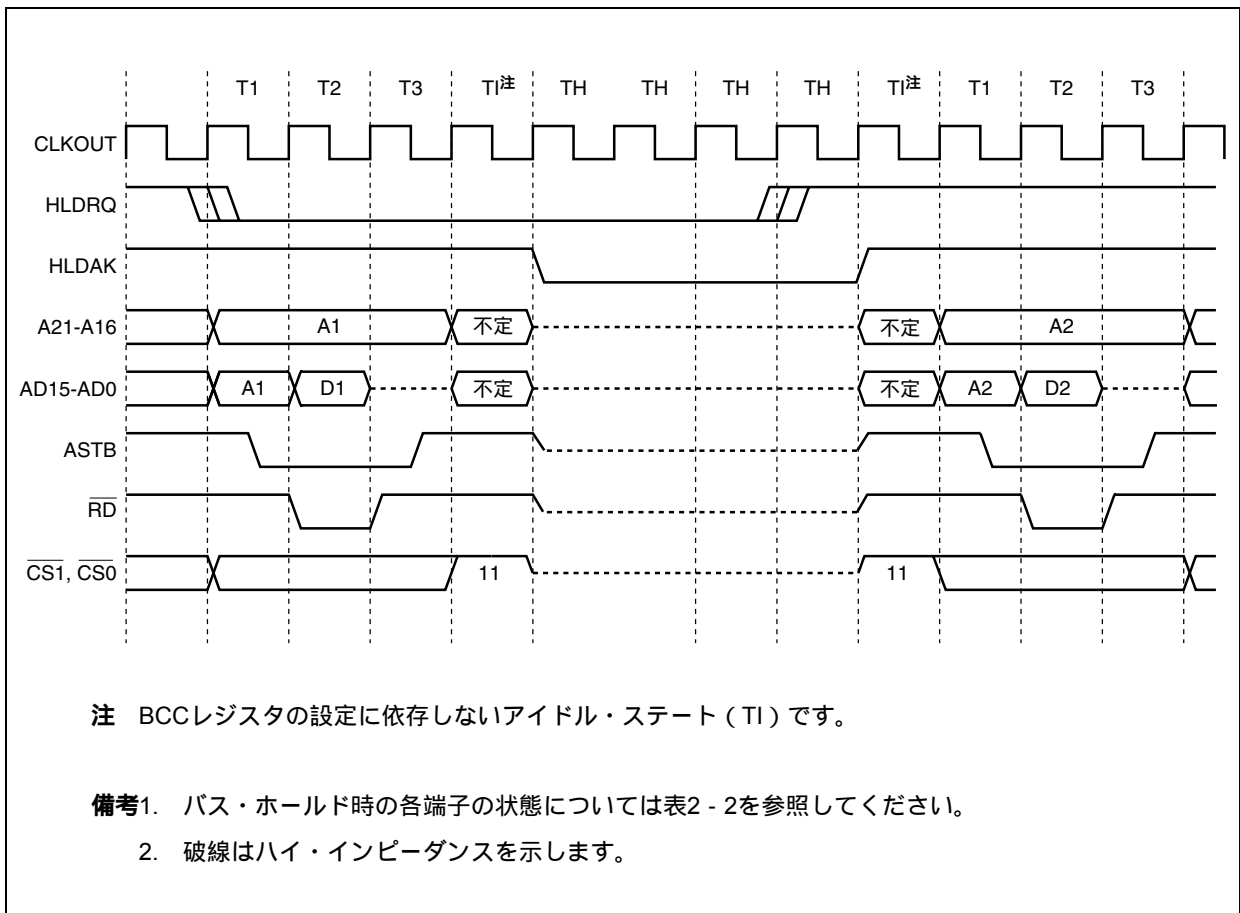 T1 T2 T3 TI注 TH TH TH TH TI注 T1 T2 T3
CLKOUT
HLDRQ
HLDAK
A21-A16 A1 不定 不定 A2
AD15-AD0 A1 D1 不定 不定 A2 D2
ASTB
RD
CS1, CS0 11 11
注 BCCレジスタの設定に依存しないアイドル・ステート（TI）です。
備考1. バス・ホールド時の各端子の状態については表2 - 2を参照してください。
2. 破線はハイ・インピーダンスを示します。